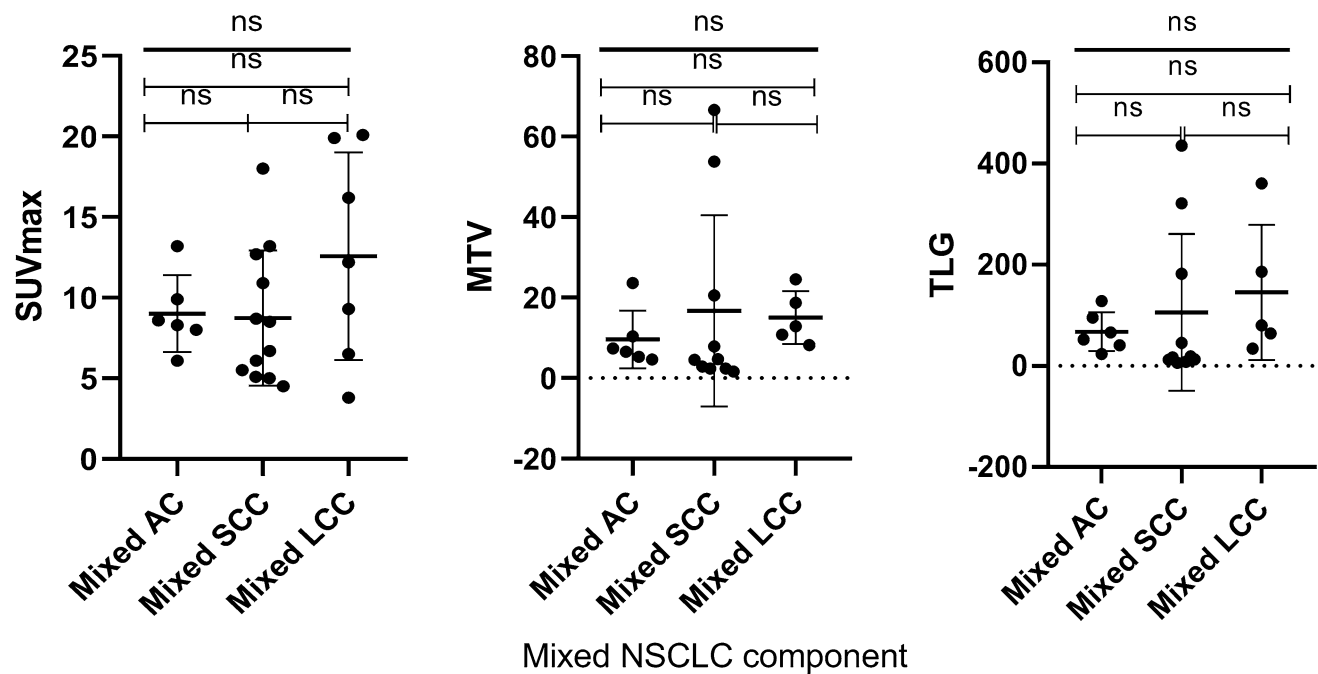 ns
ns
ns ns
25
20
15
10
5
0
SUVmax
Mixed AC
Mixed SCC
Mixed LCC
ns
ns
ns ns
80
60
40
20
0
-20
MTV
Mixed AC
Mixed SCC
Mixed LCC
ns
ns
ns ns
600
400
200
0
-200
TLG
Mixed AC
Mixed SCC
Mixed LCC
Mixed NSCLC component